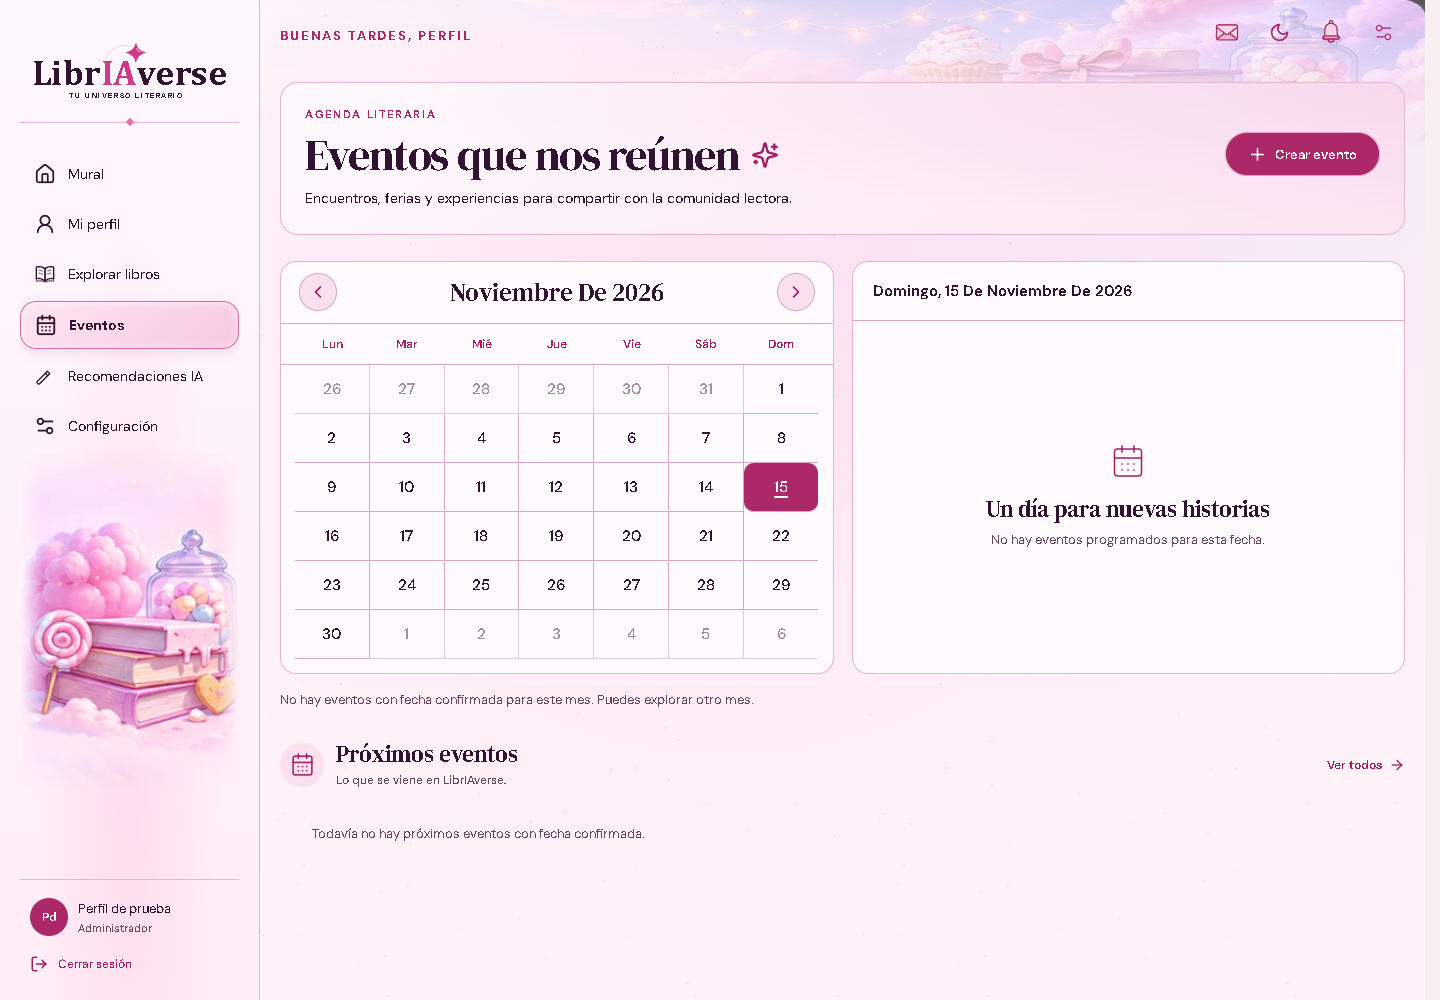 LibrIAverse
TU UNIVERSO LITERARIO
Mural
Mi perfil
Explorar libros
Eventos
Recomendaciones IA
Configuración
Pd
Perfil de prueba
Administrador
Cerrar sesión
BUENAS TARDES, PERFIL
AGENDA LITERARIA
Eventos que nos reúnen
Encuentros, ferias y experiencias para compartir con la comunidad lectora.
Crear evento
Noviembre De 2026
Lun Mar Mié Jue Vie Sáb Dom
26 27 28 29 30 31 1
2 3 4 5 6 7 8
9 10 11 12 13 14 15
16 17 18 19 20 21 22
23 24 25 26 27 28 29
30 1 2 3 4 5 6
Domingo, 15 De Noviembre De 2026
Un día para nuevas historias
No hay eventos programados para esta fecha.
No hay eventos con fecha confirmada para este mes. Puedes explorar otro mes.
Próximos eventos
Lo que se viene en LibrIAverse.
Ver todos
Todavía no hay próximos eventos con fecha confirmada.